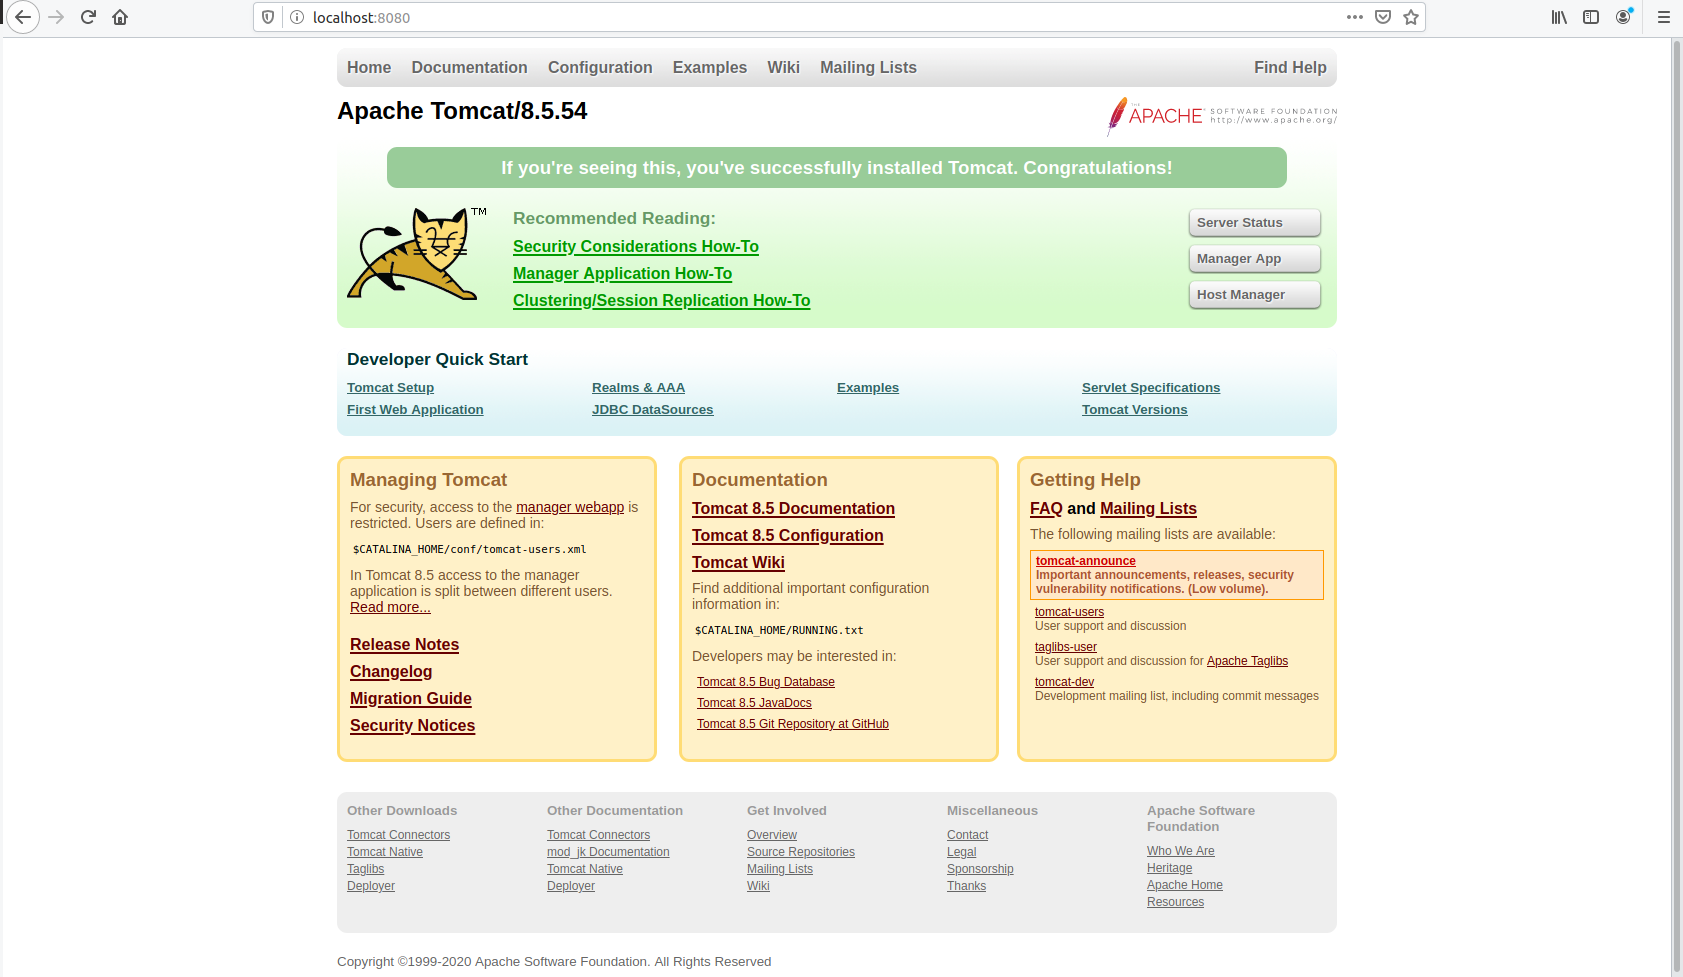 localhost:8080
Home Documentation Configuration Examples Wiki Mailing Lists Find Help
Apache Tomcat/8.5.54
THE APACHE SOFTWARE FOUNDATION
http://www.apache.org/
If you're seeing this, you've successfully installed Tomcat. Congratulations!
TM
Recommended Reading:
Security Considerations How-To
Manager Application How-To
Clustering/Session Replication How-To
Server Status
Manager App
Host Manager
Developer Quick Start
Tomcat Setup
First Web Application
Realms & AAA
JDBC DataSources
Examples
Servlet Specifications
Tomcat Versions
Managing Tomcat
For security, access to the manager webapp is
restricted. Users are defined in:
$CATALINA_HOME/conf/tomcat-users.xml
In Tomcat 8.5 access to the manager
application is split between different users.
Read more...
Release Notes
Changelog
Migration Guide
Security Notices
Documentation
Tomcat 8.5 Documentation
Tomcat 8.5 Configuration
Tomcat Wiki
Find additional important configuration
information in:
$CATALINA_HOME/RUNNING.txt
Developers may be interested in:
Tomcat 8.5 Bug Database
Tomcat 8.5 JavaDocs
Tomcat 8.5 Git Repository at GitHub
Getting Help
FAQ and Mailing Lists
The following mailing lists are available:
tomcat-announce
Important announcements, releases, security
vulnerability notifications. (Low volume).
tomcat-users
User support and discussion
taglibs-user
User support and discussion for Apache Taglibs
tomcat-dev
Development mailing list, including commit messages
Other Downloads
Tomcat Connectors
Tomcat Native
Taglibs
Deployer
Other Documentation
Tomcat Connectors
mod_jk Documentation
Tomcat Native
Deployer
Get Involved
Overview
Source Repositories
Mailing Lists
Wiki
Miscellaneous
Contact
Legal
Sponsorship
Thanks
Apache Software
Foundation
Who We Are
Heritage
Apache Home
Resources
Copyright ©1999-2020 Apache Software Foundation. All Rights Reserved